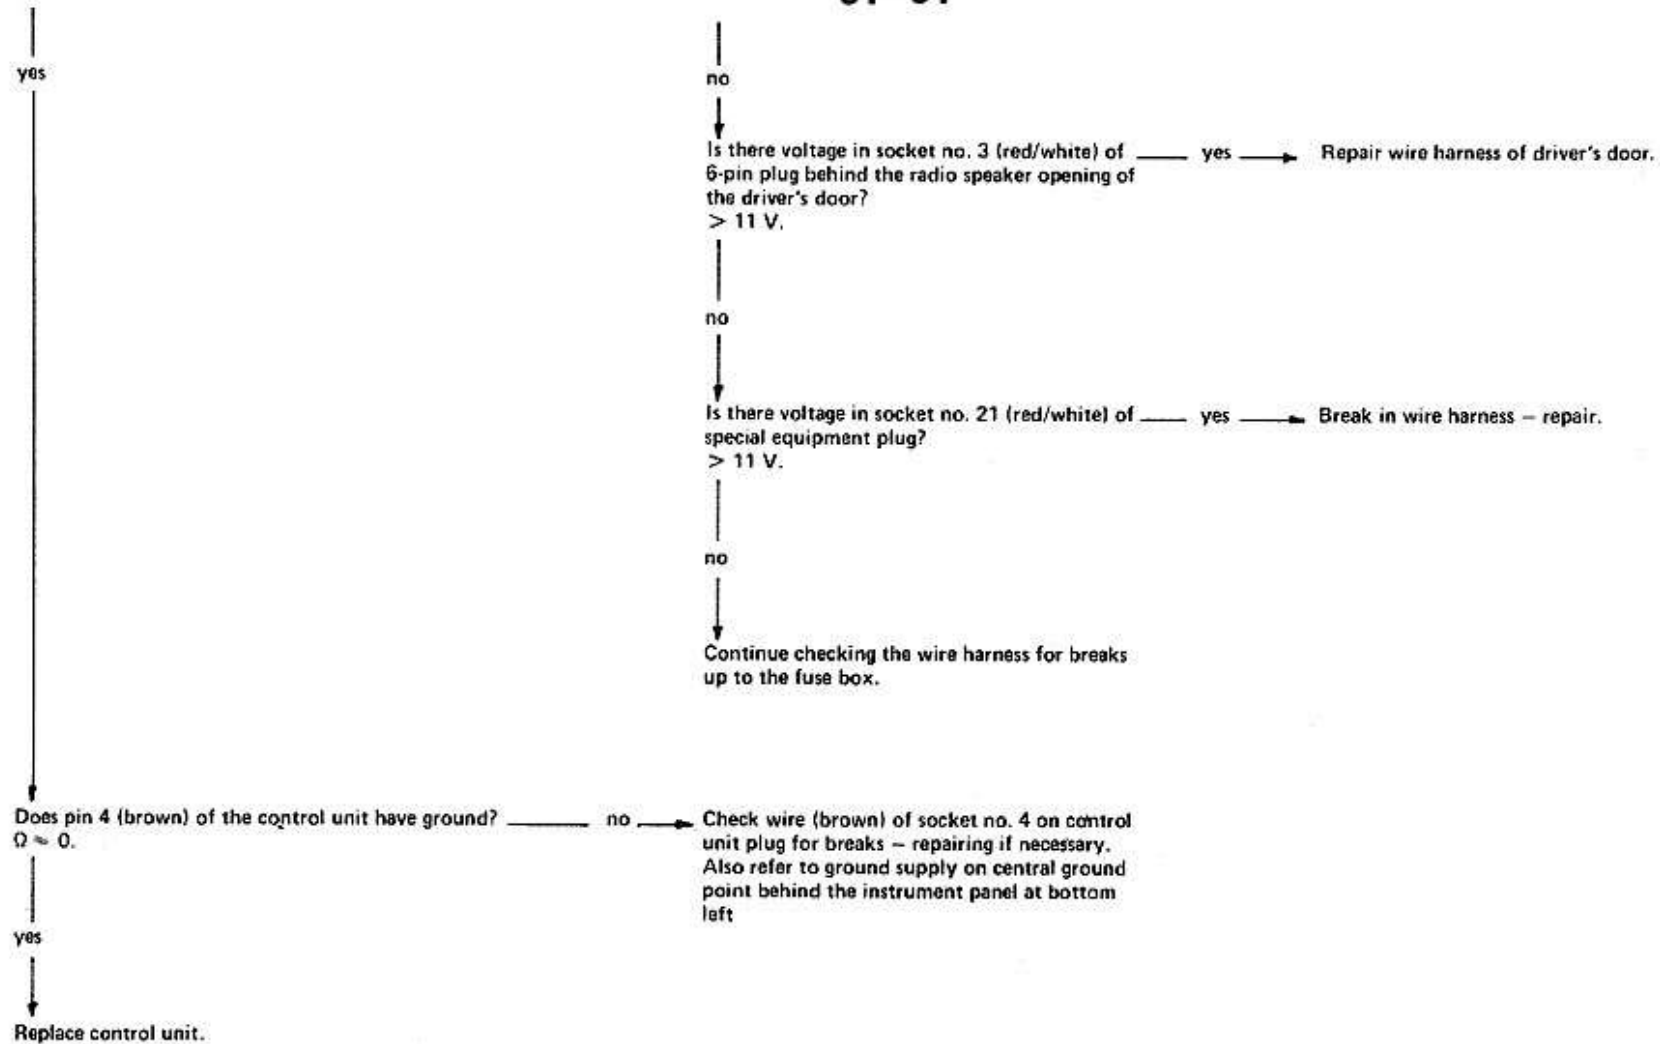 yes
no
Is there voltage in socket no. 3 (red/white) of
6-pin plug behind the radio speaker opening of
the driver's door?
> 11 V.
yes
Repair wire harness of driver's door.
no
Is there voltage in socket no. 21 (red/white) of
special equipment plug?
> 11 V.
yes
Break in wire harness – repair.
no
Continue checking the wire harness for breaks
up to the fuse box.
Does pin 4 (brown) of the control unit have ground?
Ω ≈ 0.
no
Check wire (brown) of socket no. 4 on control
unit plug for breaks – repairing if necessary.
Also refer to ground supply on central ground
point behind the instrument panel at bottom
left
yes
Replace control unit.